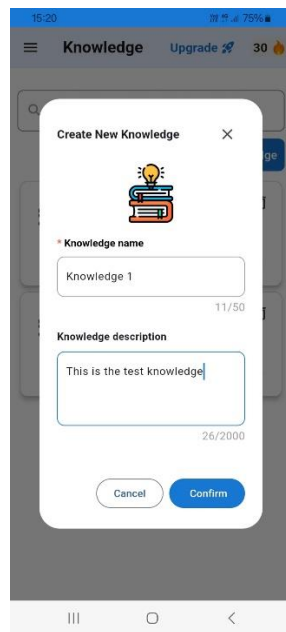 15:20
75%
Knowledge
Upgrade
30
Create New Knowledge
* Knowledge name
Knowledge 1
11/50
Knowledge description
This is the test knowledge
26/2000
Cancel
Confirm